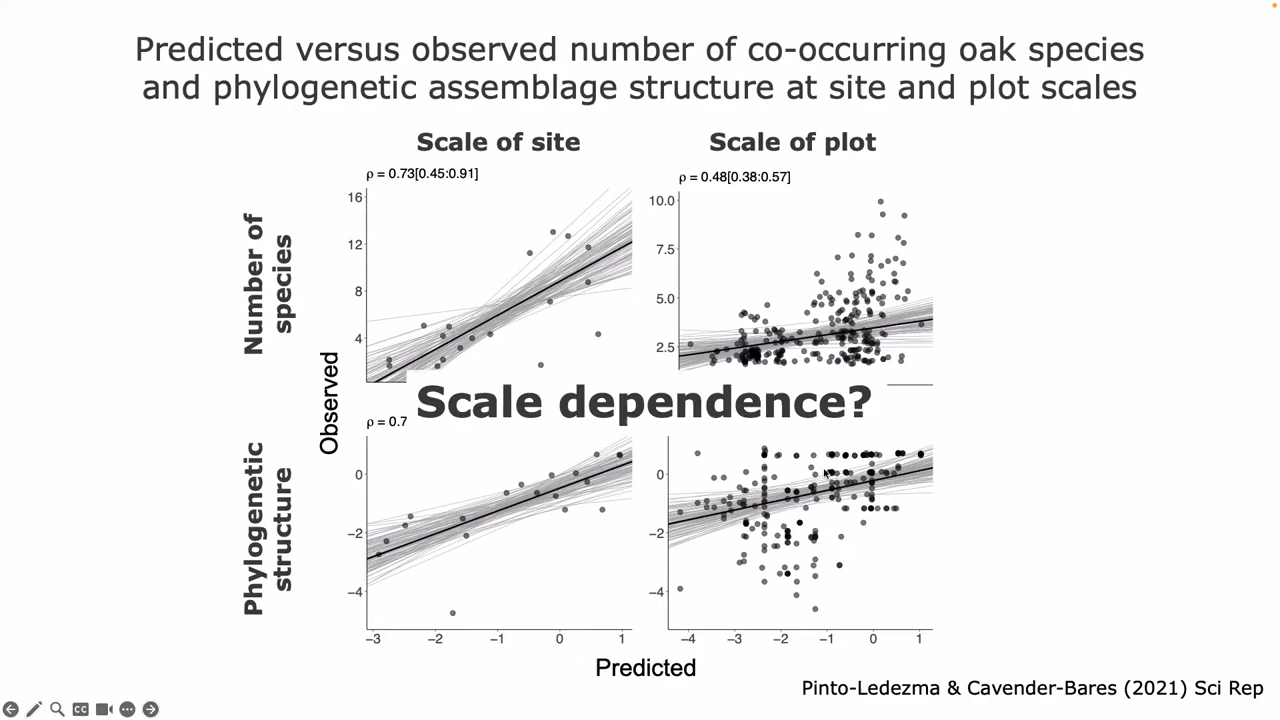 Predicted versus observed number of co-occurring oak species
and phylogenetic assemblage structure at site and plot scales
Scale of site
Scale of plot
ρ = 0.73[0.45:0.91]
ρ = 0.48[0.38:0.57]
Number of
species
16
12
8
4
10.0
7.5
5.0
2.5
Observed
Scale dependence?
ρ = 0.7
Phylogenetic
structure
0
−2
−4
0
−2
−4
−3
−2
−1
0
1
−4
−3
−2
−1
0
1
Predicted
Pinto-Ledezma & Cavender-Bares (2021) Sci Rep
CC